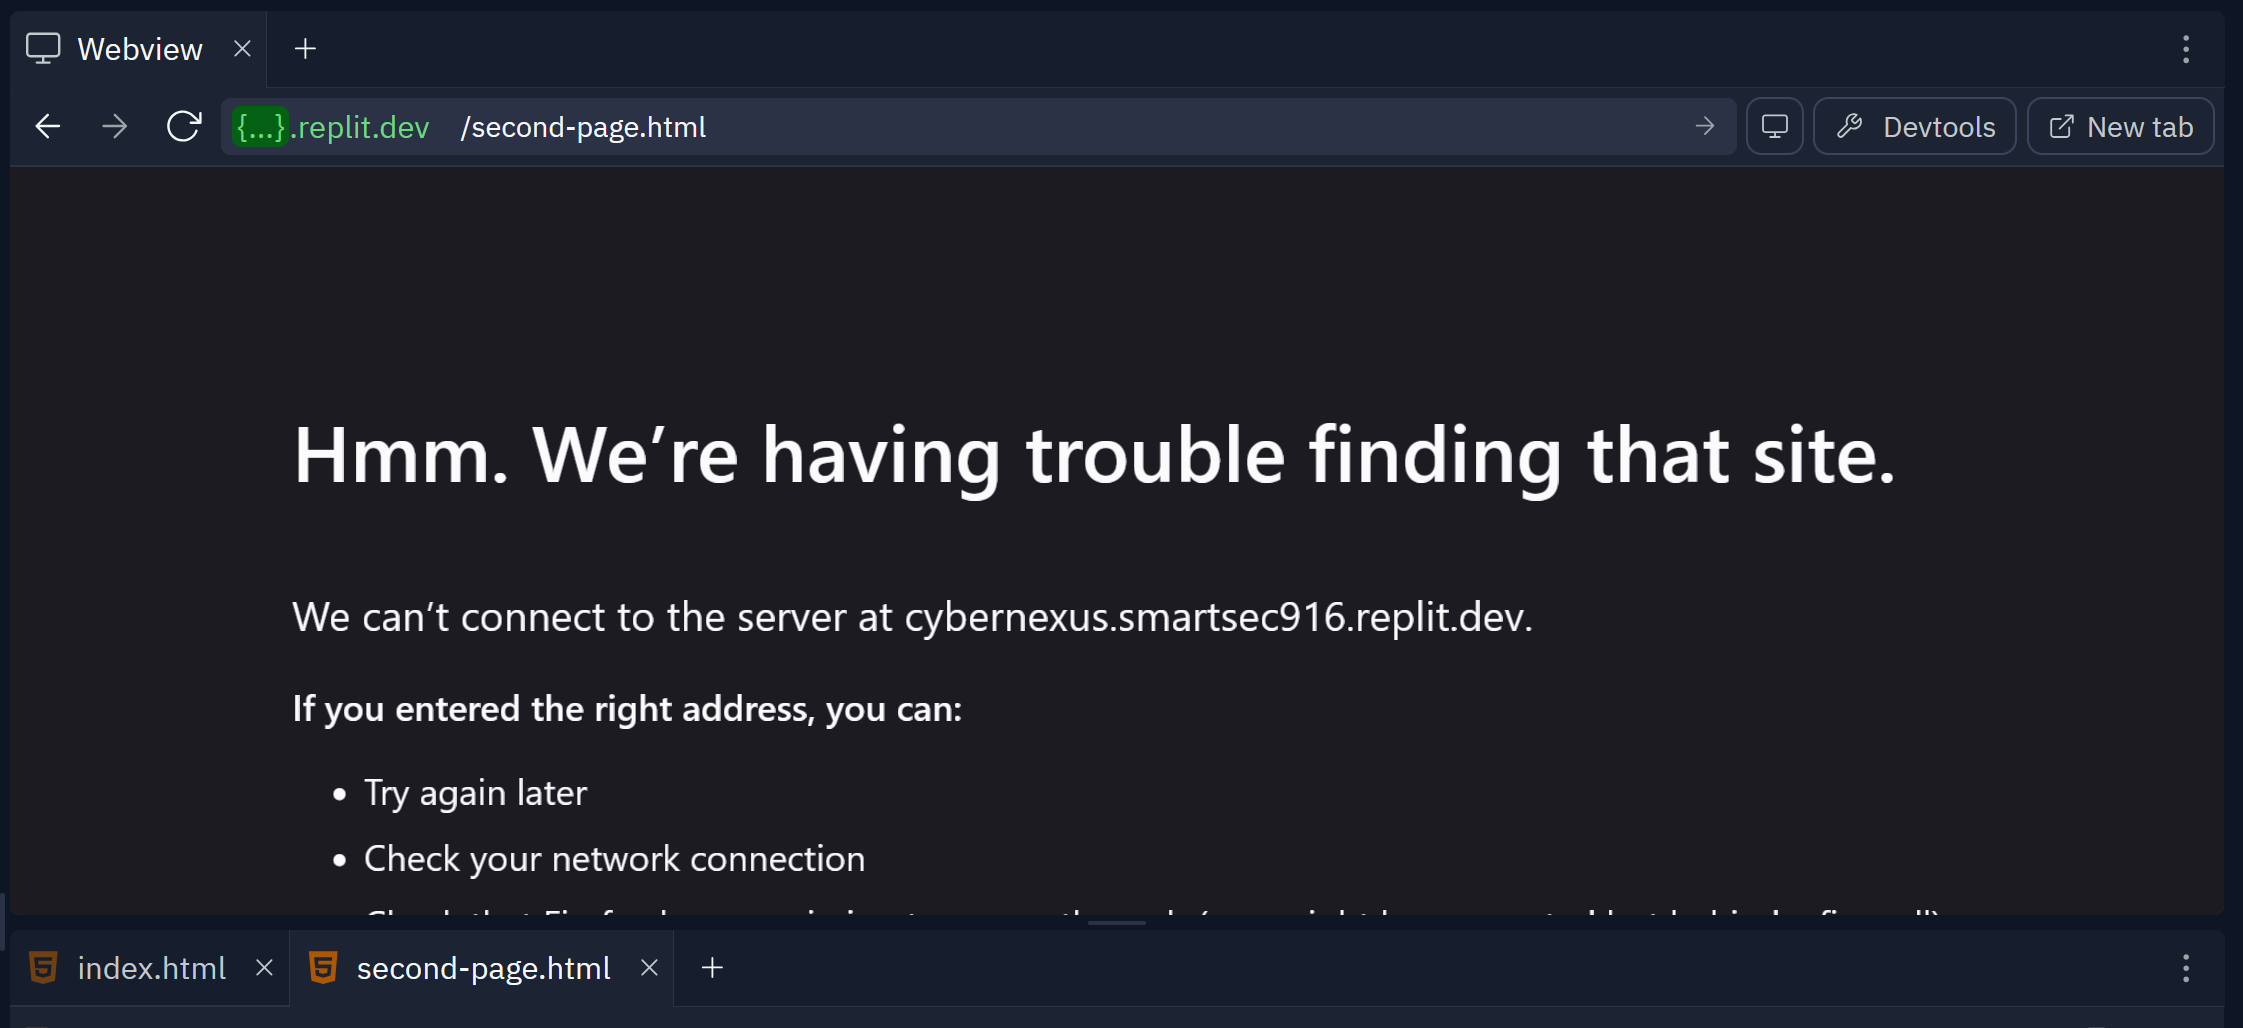 Webview
{...}.replit.dev /second-page.html
Devtools
New tab
Hmm. We’re having trouble finding that site.
We can’t connect to the server at cybernexus.smartsec916.replit.dev.
If you entered the right address, you can:
Try again later
Check your network connection
index.html
second-page.html